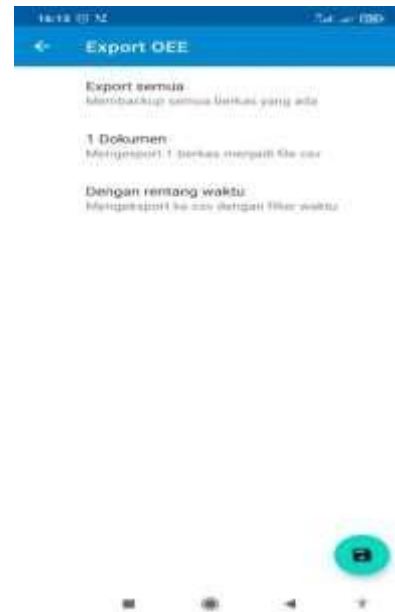 Export OEE
Export semua
Membackup semua berkas yang ada
1 Dokumen
Mengexport 1 berkas menjadi file csv
Dengan rentang waktu
Mengeksport ke csv dengan filter waktu